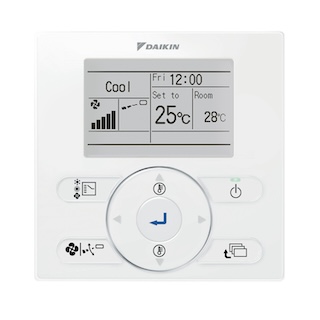 DAIKIN
Fri 12:00
Cool
Set to
Room
25℃
28℃